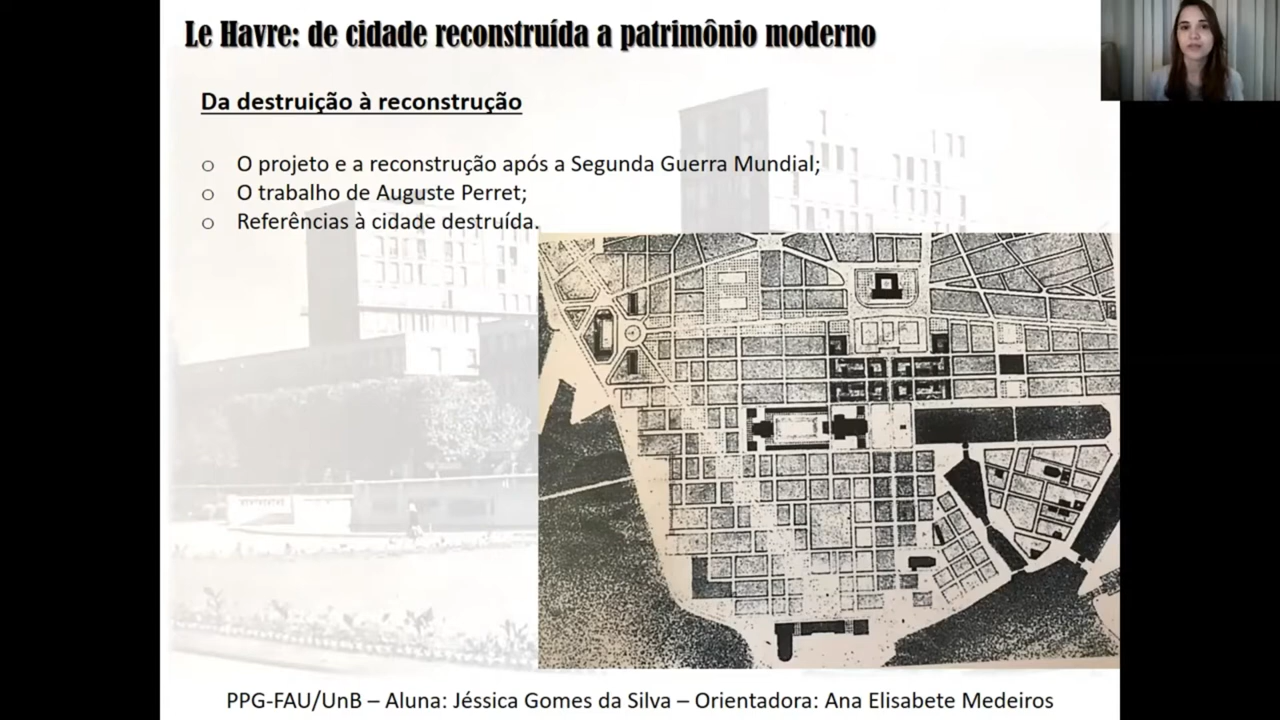 Le Havre: de cidade reconstruída a patrimônio moderno
Da destruição à reconstrução
o O projeto e a reconstrução após a Segunda Guerra Mundial;
o O trabalho de Auguste Perret;
o Referências à cidade destruída.
PPG-FAU/UnB – Aluna: Jéssica Gomes da Silva – Orientadora: Ana Elisabete Medeiros